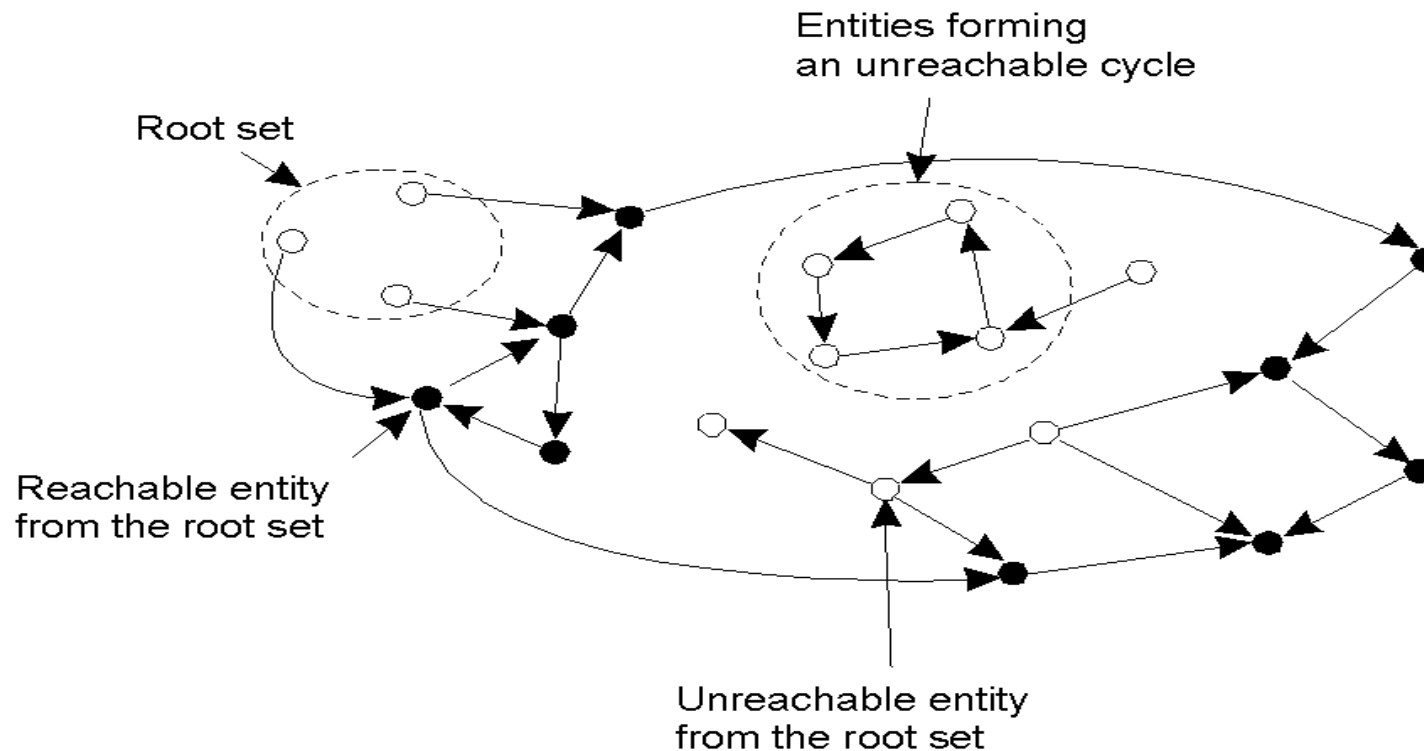 Entities forming
an unreachable cycle
Root set
Reachable entity
from the root set
Unreachable entity
from the root set